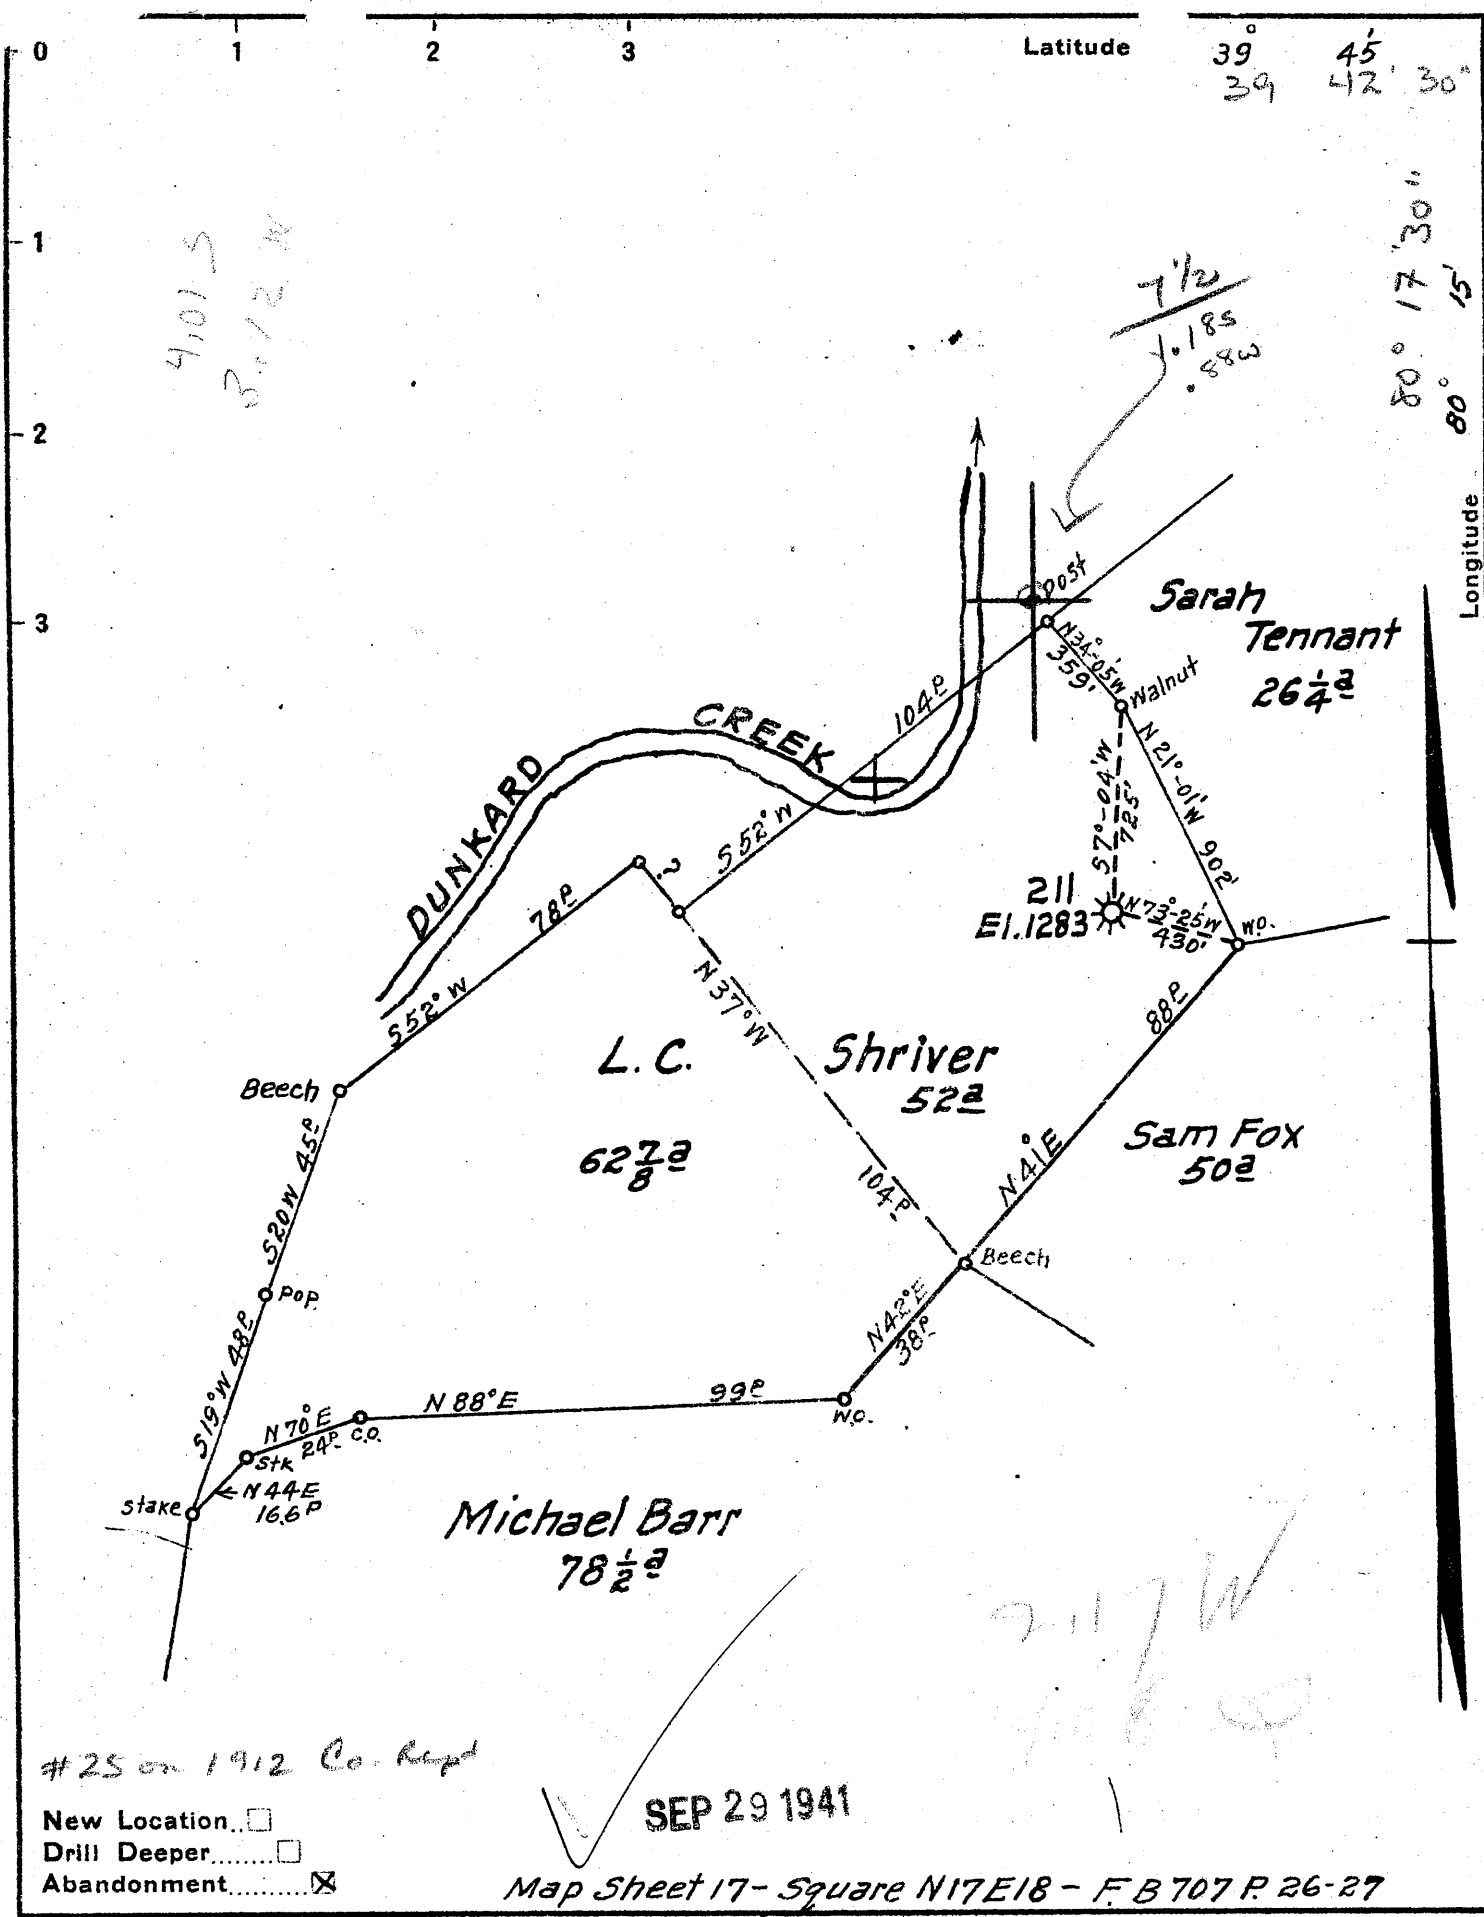 0 1 2 3 Latitude 39° 45'
39 42' 30"
1
2
3
80° 17' 30"
80° 15'
Longitude
4.01 S
3.12 W
7 1/2
1.18S
.88W
Post
Sarah
Tennant
26 1/4 a
N34°-05'W
359'
Walnut
104P
CREEK
DUNKARD
S52°W
N21°-01'W 902'
S7°-04'W
725'
211
El.1283
N73°-25'W
430'
W.O.
?
78P
S52°W
N37°W
88P
L.C. Shriver
52a
Beech
62 7/8 a
Sam Fox
50a
N41°E
104P
S20W 45P
Beech
Pop.
N42°E
38P
S19°W 48P
N88°E 99P
W.O.
N70°E
24P C.O.
Stk
N44E
16.6P
stake
Michael Barr
78 1/2 a
2.17 W
#25 on 1912 Co.
New Location..☐
Drill Deeper........☐
Abandonment..........☒
SEP 29 1941
Map Sheet 17- Square N17E18 - F.B 707 P. 26-27